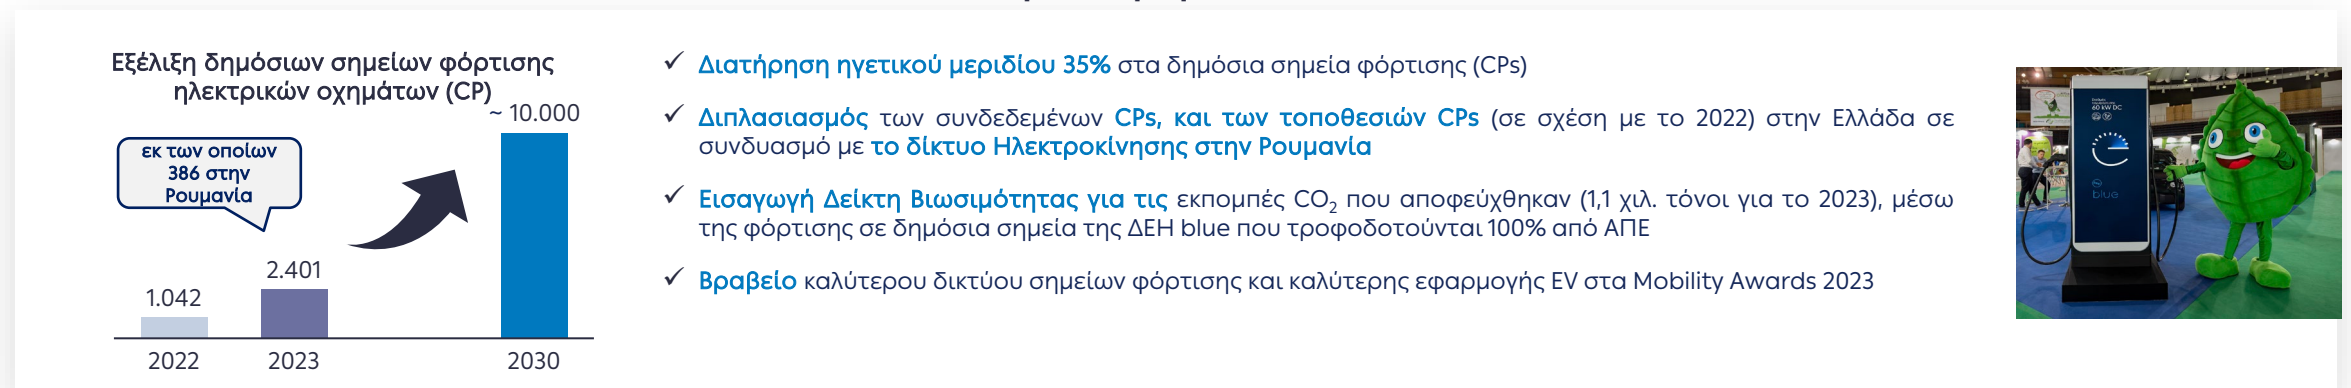 Εξέλιξη δημόσιων σημείων φόρτισης
ηλεκτρικών οχημάτων (CP)
~ 10.000
εκ των οποίων
386 στην
Ρουμανία
2.401
1.042
2022
2023
2030
✓ Διατήρηση ηγετικού μεριδίου 35% στα δημόσια σημεία φόρτισης (CPs)
✓ Διπλασιασμός των συνδεδεμένων CPs, και των τοποθεσιών CPs (σε σχέση με το 2022) στην Ελλάδα σε
συνδυασμό με το δίκτυο Ηλεκτροκίνησης στην Ρουμανία
✓ Εισαγωγή Δείκτη Βιωσιμότητας για τις εκπομπές CO₂ που αποφεύχθηκαν (1,1 χιλ. τόνοι για το 2023), μέσω
της φόρτισης σε δημόσια σημεία της ΔΕΗ blue που τροφοδοτούνται 100% από ΑΠΕ
✓ Βραβείο καλύτερου δικτύου σημείων φόρτισης και καλύτερης εφαρμογής EV στα Mobility Awards 2023
60 kW DC
blue